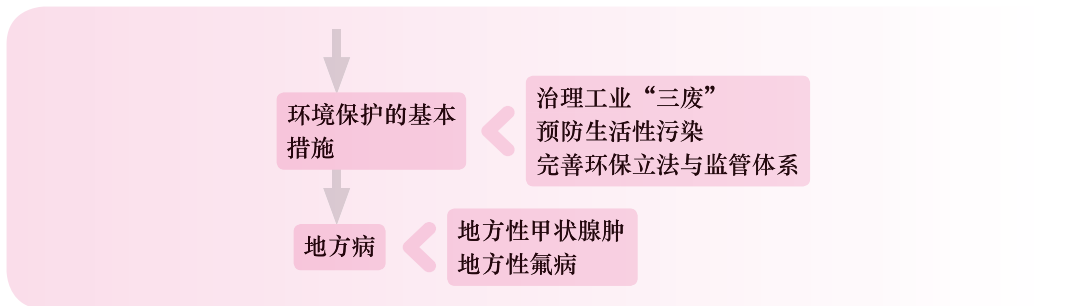 环境保护的基本
措施
治理工业“三废”
预防生活性污染
完善环保立法与监管体系
地方病
地方性甲状腺肿
地方性氟病